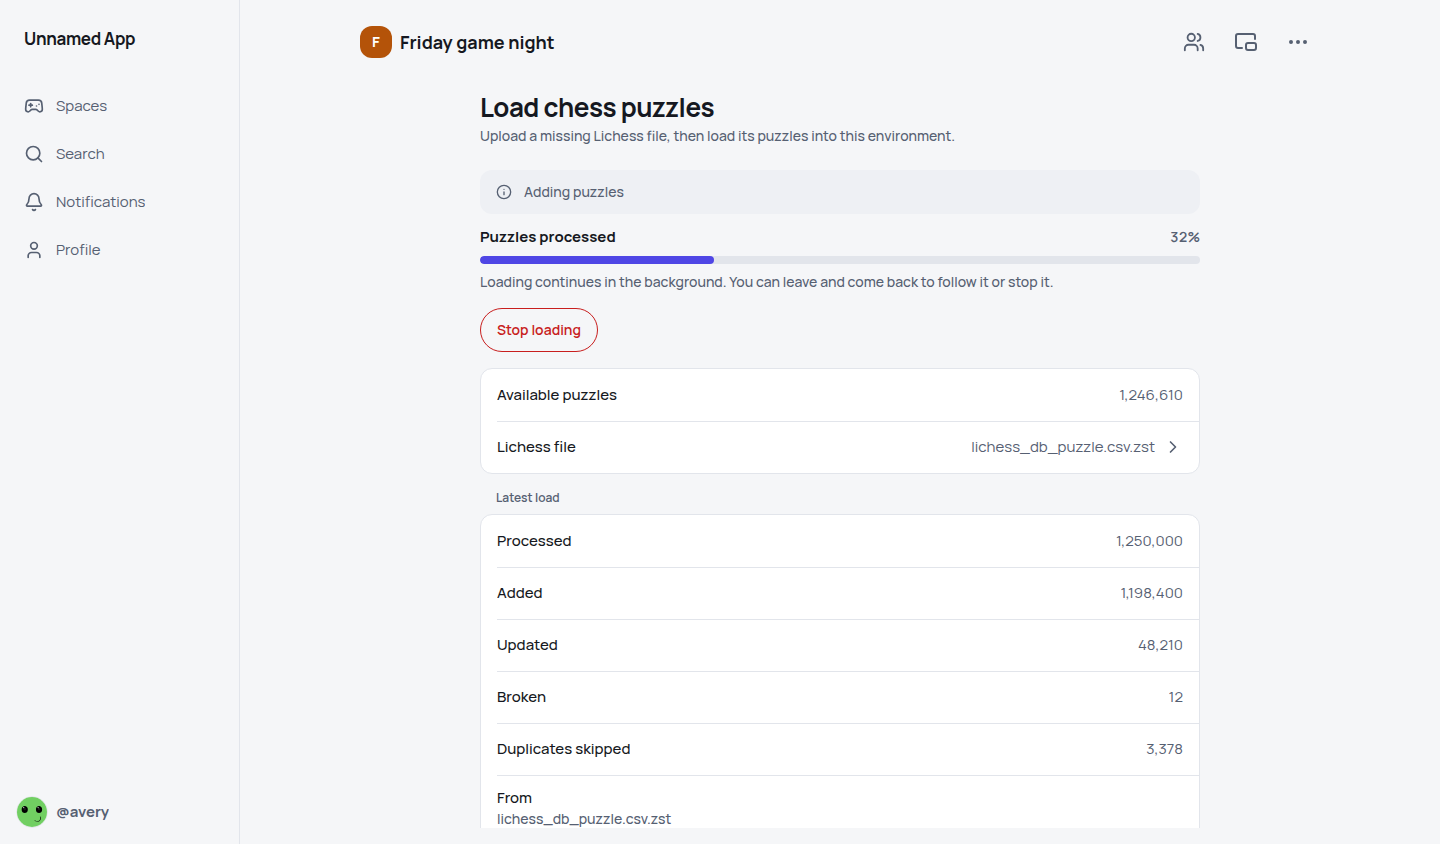 Unnamed App
Spaces
Search
Notifications
Profile
@avery
F
Friday game night
Load chess puzzles
Upload a missing Lichess file, then load its puzzles into this environment.
Adding puzzles
Puzzles processed 32%
Loading continues in the background. You can leave and come back to follow it or stop it.
Stop loading
Available puzzles 1,246,610
Lichess file lichess_db_puzzle.csv.zst
Latest load
Processed 1,250,000
Added 1,198,400
Updated 48,210
Broken 12
Duplicates skipped 3,378
From
lichess_db_puzzle.csv.zst